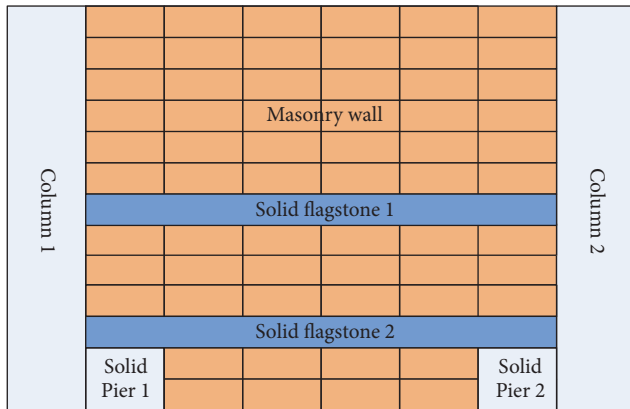 Masonry wall
Column 1
Solid flagstone 1
Column 2
Solid flagstone 2
Solid
Pier 1
Solid
Pier 2